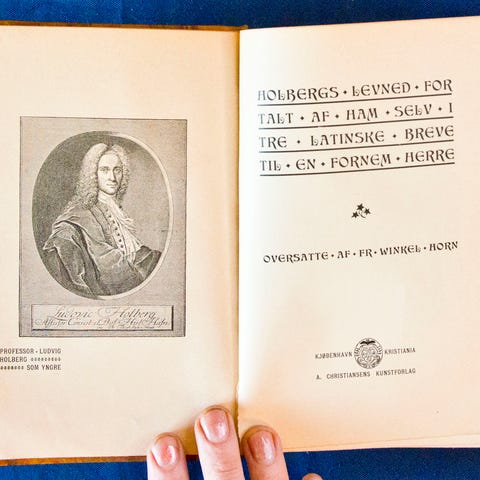 Ludovic Holberg
PROFESSOR · LUDVIG
HOLBERG
SOM YNGRE
HOLBERGS · LEVNED · FOR
TALT · AF · HAM · SELV · I
TRE · LATINSKE · BREVE
TIL · EN · FORNEM · HERRE
OVERSATTE · AF · FR · WINKEL · HORN
KJØBENHAVN KRISTIANIA
A. CHRISTIANSENS KUNSTFORLAG